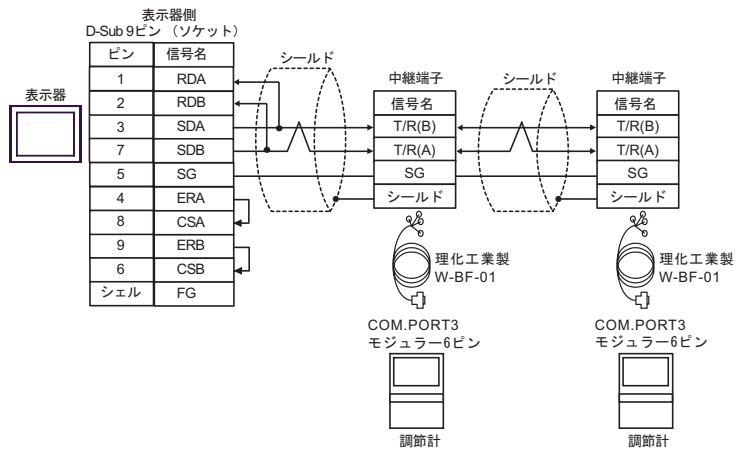 表示器側
D-Sub 9ピン （ソケット）
表示器
ピン 信号名
1 RDA
2 RDB
3 SDA
7 SDB
5 SG
4 ERA
8 CSA
9 ERB
6 CSB
シェル FG
シールド
中継端子
信号名
T/R(B)
T/R(A)
SG
シールド
理化工業製
W-BF-01
COM.PORT3
モジュラー6ピン
調節計
シールド
中継端子
信号名
T/R(B)
T/R(A)
SG
シールド
理化工業製
W-BF-01
COM.PORT3
モジュラー6ピン
調節計